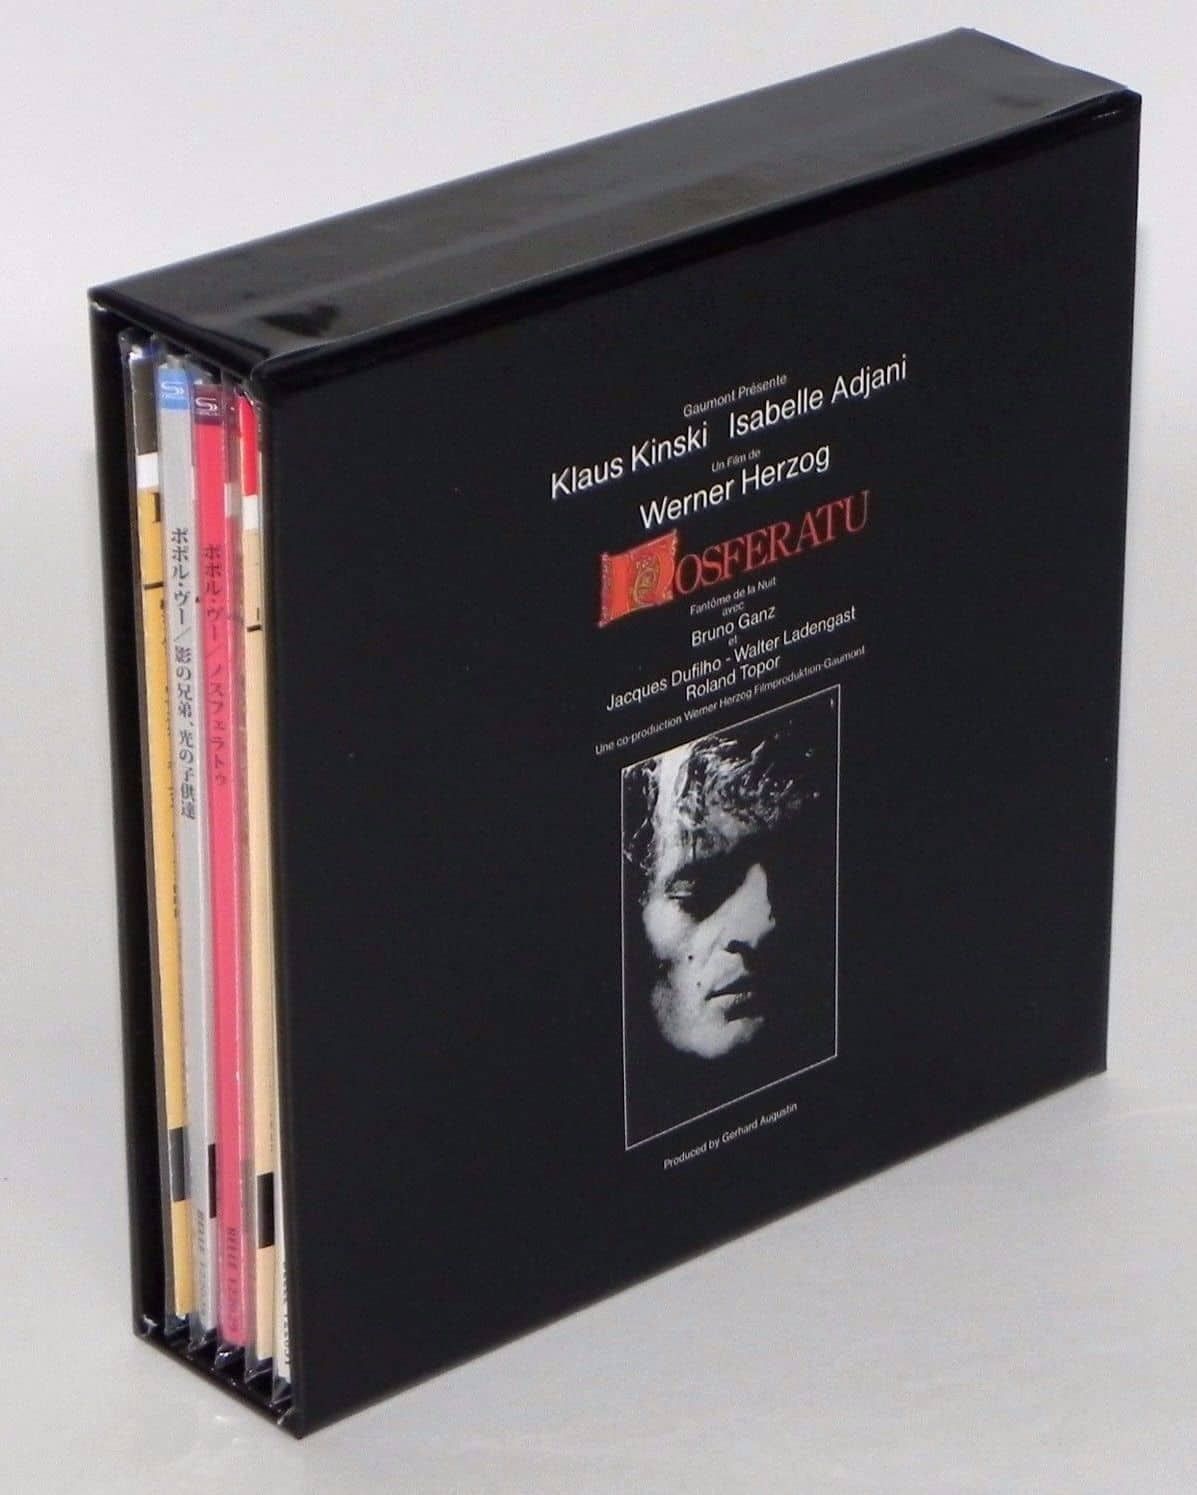 Gaumont Présente
Klaus Kinski Isabelle Adjani
Un Film de
Werner Herzog
NOSFERATU
Fantôme de la Nuit
avec
Bruno Ganz
et
Jacques Dufilho - Walter Ladengast
Roland Topor
Une co-production Werner Herzog Filmproduktion-Gaumont
Produced by Gerhard Augustin
ポポル・ヴー／影の兄弟、光の子供達
ポポル・ヴー／ノスフェラトゥ
BELLE
BELLE